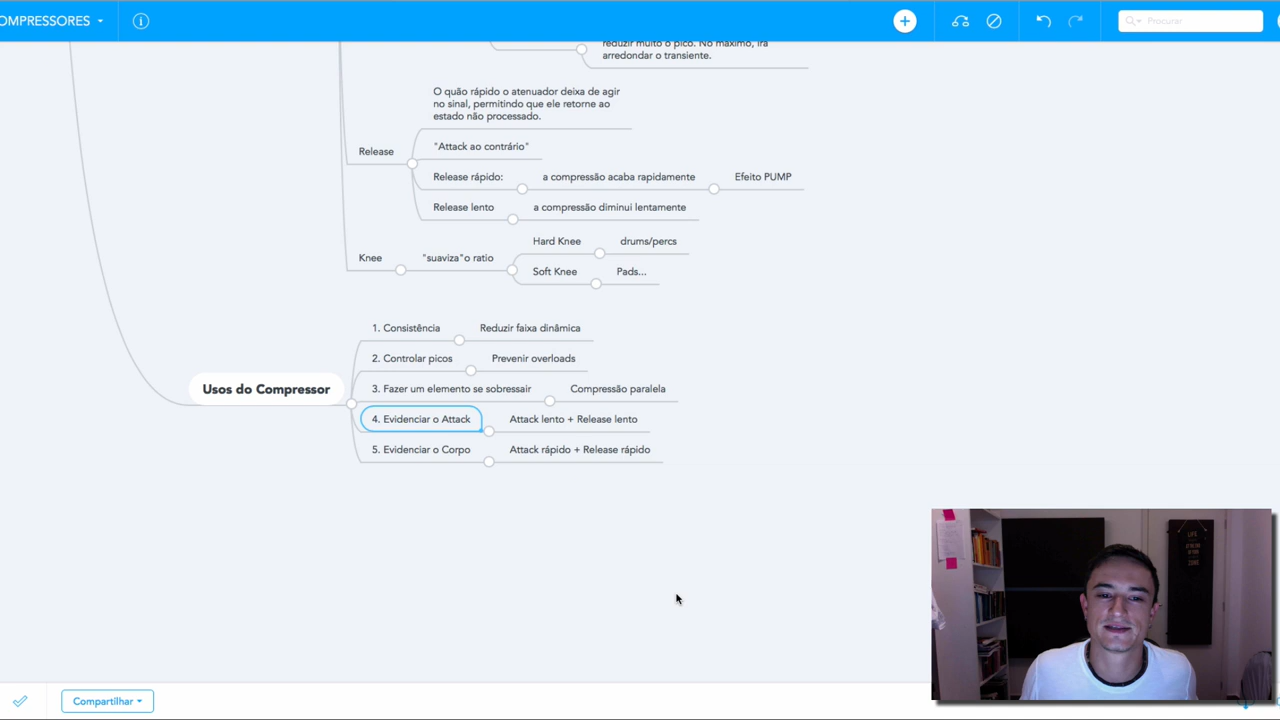 OMPRESSORES
Procurar
reduzir muito o pico. No máximo, irá
arredondar o transiente.
O quão rápido o atenuador deixa de agir
no sinal, permitindo que ele retorne ao
estado não processado.
Release
"Attack ao contrário"
Release rápido:
a compressão acaba rapidamente
Efeito PUMP
Release lento
a compressão diminui lentamente
Knee
"suaviza"o ratio
Hard Knee
drums/percs
Soft Knee
Pads...
Usos do Compressor
1. Consistência
Reduzir faixa dinâmica
2. Controlar picos
Prevenir overloads
3. Fazer um elemento se sobressair
Compressão paralela
4. Evidenciar o Attack
Attack lento + Release lento
5. Evidenciar o Corpo
Attack rápido + Release rápido
LIFE
ZONE
Compartilhar